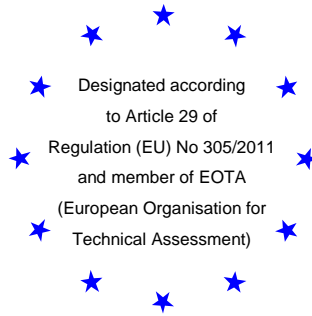 Designated according
to Article 29 of
Regulation (EU) No 305/2011
and member of EOTA
(European Organisation for
Technical Assessment)